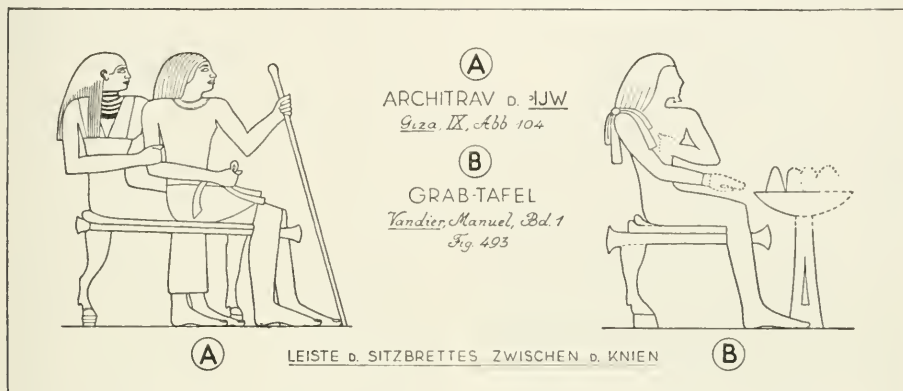 A
ARCHITRAV D. ꜣIJW
Giza, IX, Abb 104
B
GRAB-TAFEL
Vandier, Manuel, Bd. 1
Fig. 493
A
LEISTE D. SITZBRETTES ZWISCHEN D. KNIEN
B